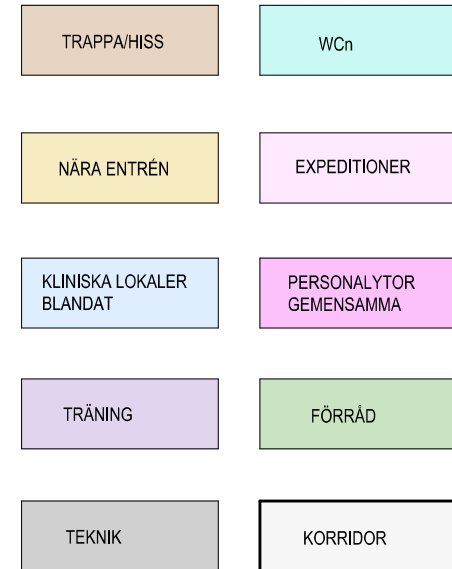 TRAPPA/HISS
WCn
NÄRA ENTRÉN
EXPEDITIONER
KLINISKA LOKALER
BLANDAT
PERSONALYTOR
GEMENSAMMA
TRÄNING
FÖRRÅD
TEKNIK
KORRIDOR